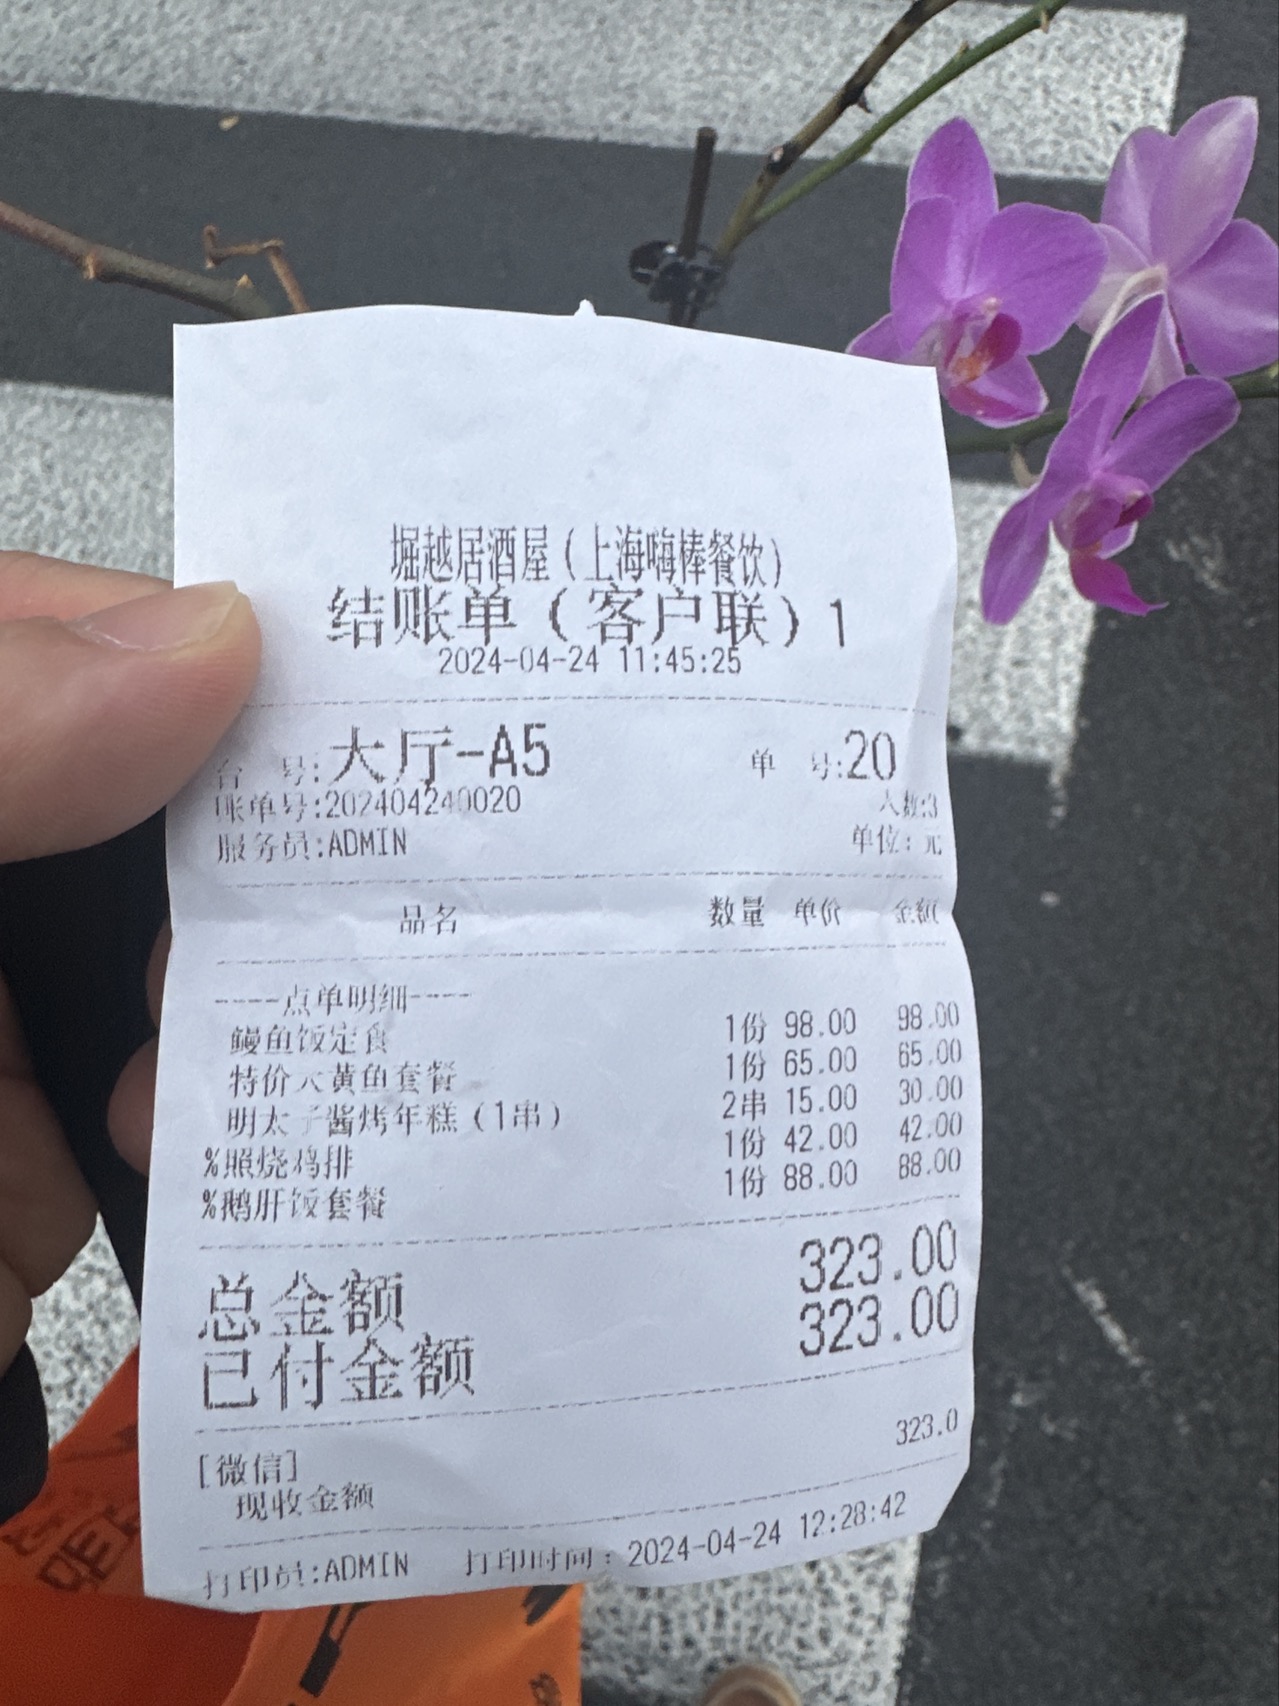 堀越居酒屋(上海嗨棒餐饮)
结账单(客户联)1
2024-04-24 11:45:25
台 号:大厅-A5 单 号:20
账单号:202404240020 人数:3
服务员:ADMIN 单位:元
品名 数量 单价 金额
----点单明细----
鳗鱼饭定食 1份 98.00 98.00
特价大黄鱼套餐 1份 65.00 65.00
明太子酱烤年糕(1串) 2串 15.00 30.00
%照烧鸡排 1份 42.00 42.00
%鹅肝饭套餐 1份 88.00 88.00
总金额 323.00
已付金额 323.00
[微信] 323.0
现收金额
打印员:ADMIN 打印时间:2024-04-24 12:28:42